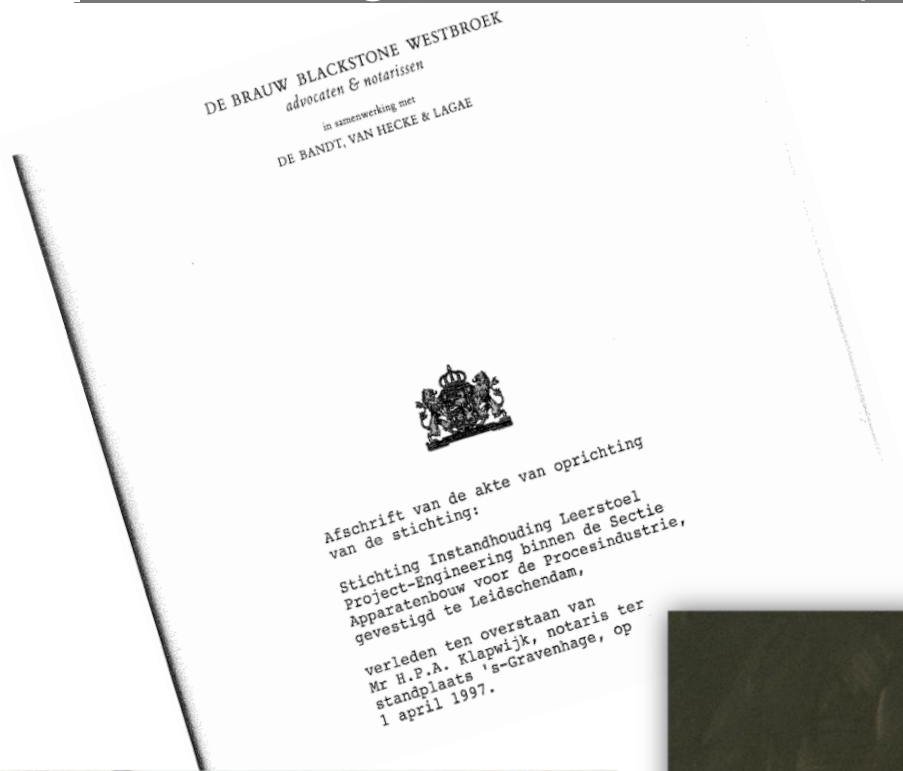 DE BRAUW BLACKSTONE WESTBROEK
advocaten & notarissen
in samenwerking met
DE BANDT, VAN HECKE & LAGAE
Afschrift van de akte van oprichting
van de stichting:
Stichting Instandhouding Leerstoel
Project-Engineering binnen de Sectie
Apparatenbouw voor de Procesindustrie,
gevestigd te Leidschendam,
verleden ten overstaan van
Mr H.P.A. Klapwijk, notaris ter
standplaats 's-Gravenhage, op
1 april 1997.